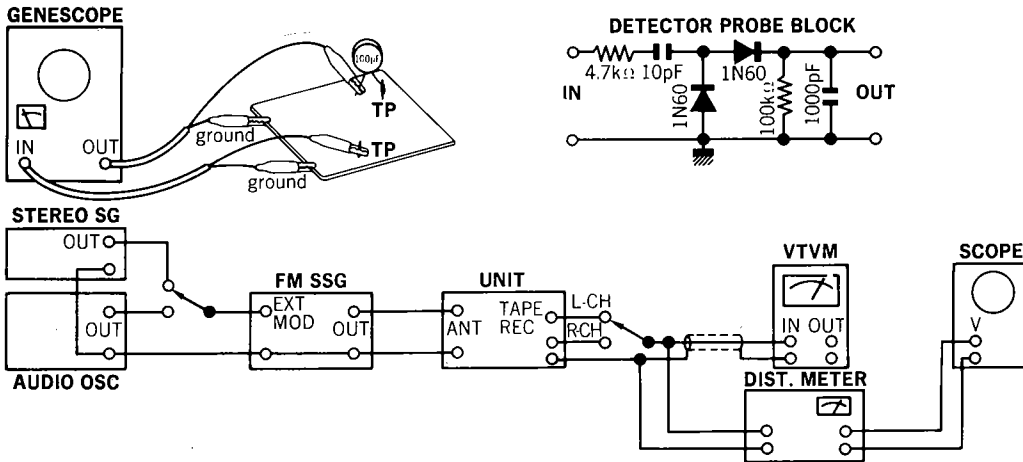 GENESCOPE
IN
OUT
ground
ground
100μF
TP
TP
DETECTOR PROBE BLOCK
IN
4.7kΩ
10pF
1N60
1N60
100kΩ
1000pF
OUT
STEREO SG
OUT
OUT
AUDIO OSC
FM SSG
EXT
MOD
OUT
UNIT
ANT
TAPE
REC
L-CH
R-CH
VTVM
IN OUT
DIST. METER
SCOPE
V